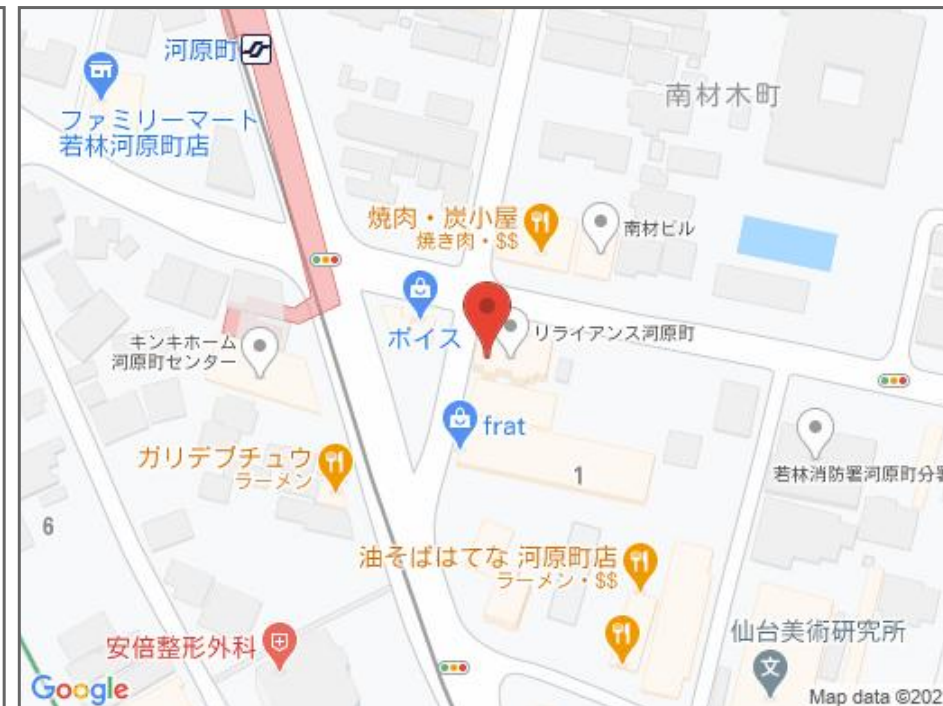 河原町
ファミリーマート
若林河原町店
南材木町
焼肉・炭小屋
焼き肉・$$
南材ビル
ポイス
リライアンス河原町
キンキホーム
河原町センター
frat
ガリデブチュウ
ラーメン
1
若林消防署河原町分署
6
油そばはてな 河原町店
ラーメン・$$
仙台美術研究所
安倍整形外科
Google
Map data ©202